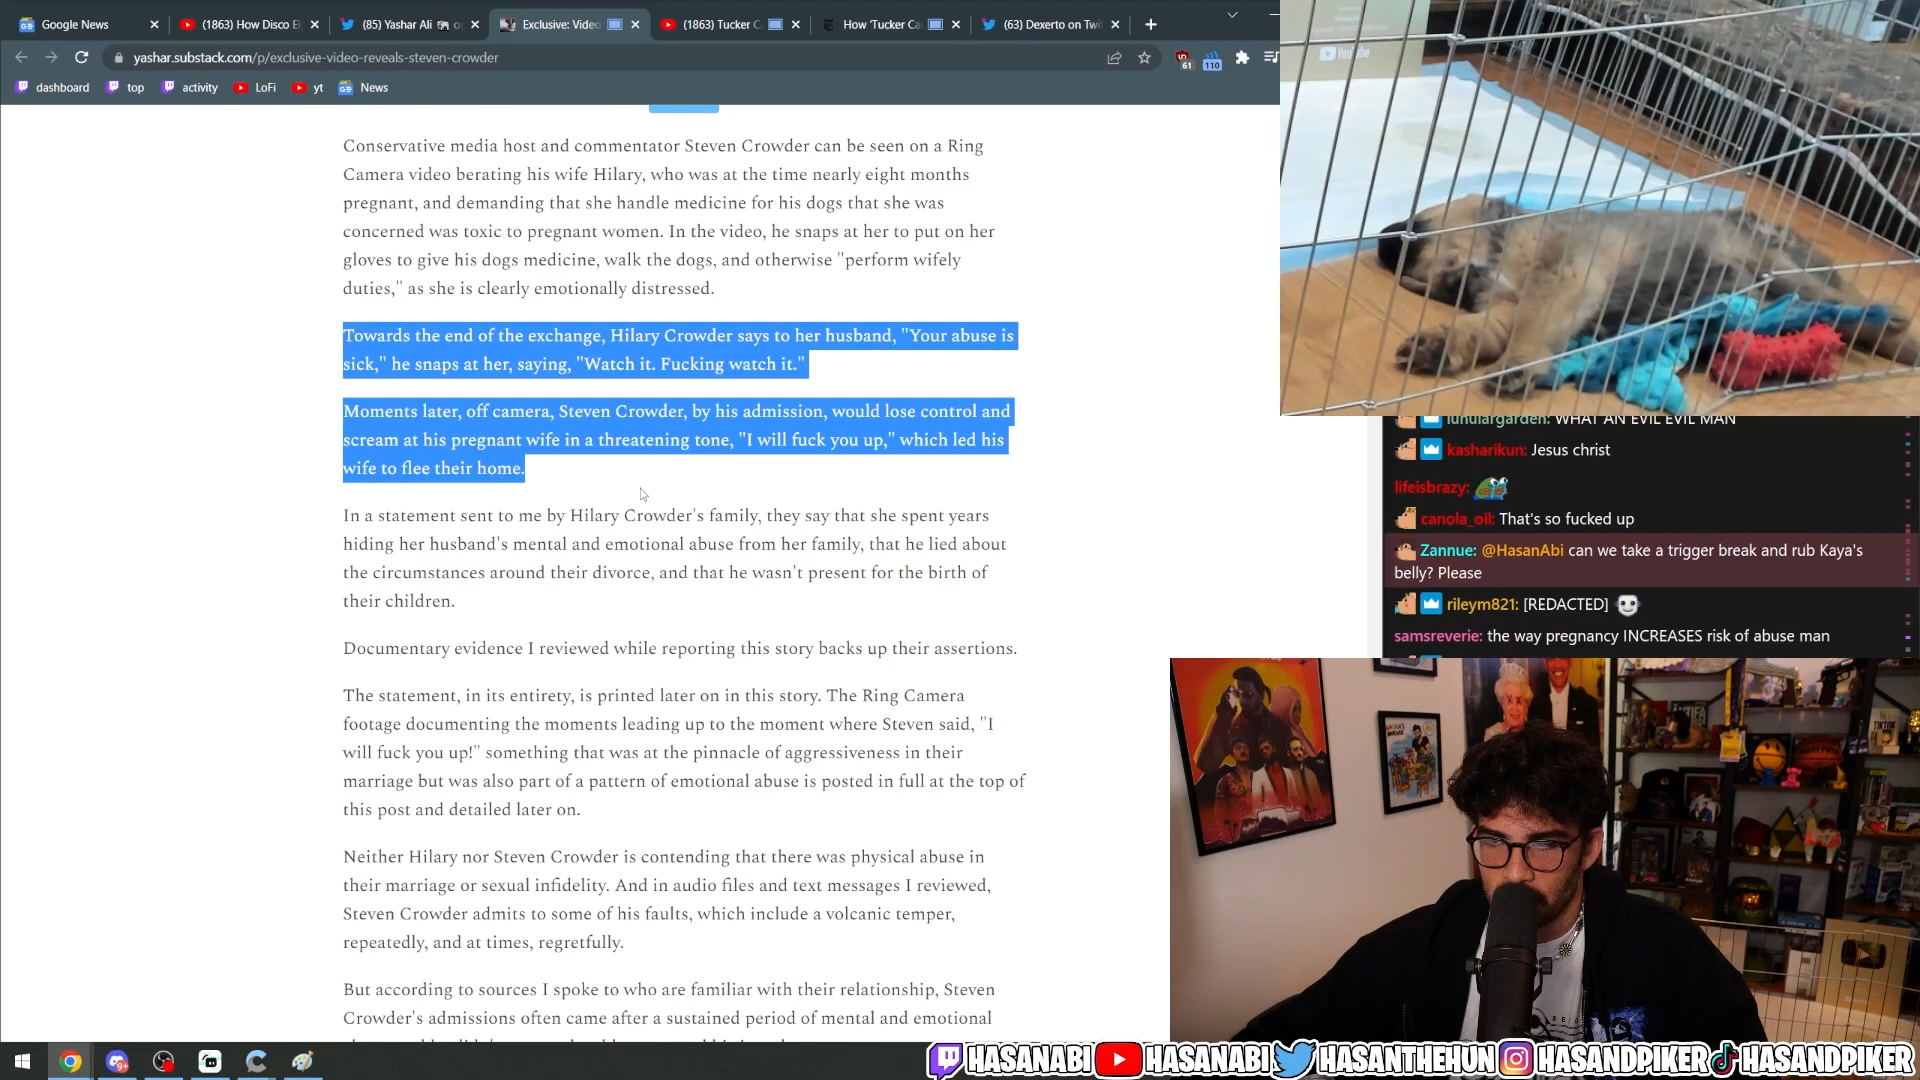 Google News
(1863) How Disco El
(85) Yashar Ali
Exclusive: Video
(1863) Tucker C
How 'Tucker Ca
(63) Dexerto on Twi
yashar.substack.com/p/exclusive-video-reveals-steven-crowder
61
110
dashboard
top
activity
LoFi
yt
News
YouTube
Conservative media host and commentator Steven Crowder can be seen on a Ring
Camera video berating his wife Hilary, who was at the time nearly eight months
pregnant, and demanding that she handle medicine for his dogs that she was
concerned was toxic to pregnant women. In the video, he snaps at her to put on her
gloves to give his dogs medicine, walk the dogs, and otherwise "perform wifely
duties," as she is clearly emotionally distressed.
Towards the end of the exchange, Hilary Crowder says to her husband, "Your abuse is
sick," he snaps at her, saying, "Watch it. Fucking watch it."
Moments later, off camera, Steven Crowder, by his admission, would lose control and
scream at his pregnant wife in a threatening tone, "I will fuck you up," which led his
wife to flee their home.
In a statement sent to me by Hilary Crowder's family, they say that she spent years
hiding her husband's mental and emotional abuse from her family, that he lied about
the circumstances around their divorce, and that he wasn't present for the birth of
their children.
Documentary evidence I reviewed while reporting this story backs up their assertions.
The statement, in its entirety, is printed later on in this story. The Ring Camera
footage documenting the moments leading up to the moment where Steven said, "I
will fuck you up!" something that was at the pinnacle of aggressiveness in their
marriage but was also part of a pattern of emotional abuse is posted in full at the top of
this post and detailed later on.
Neither Hilary nor Steven Crowder is contending that there was physical abuse in
their marriage or sexual infidelity. And in audio files and text messages I reviewed,
Steven Crowder admits to some of his faults, which include a volcanic temper,
repeatedly, and at times, regretfully.
But according to sources I spoke to who are familiar with their relationship, Steven
Crowder's admissions often came after a sustained period of mental and emotional
lunulargarden: WHAT AN EVIL EVIL MAN
kasharikun: Jesus christ
lifeisbrazy:
canola_oil: That's so fucked up
Zannue: @HasanAbi can we take a trigger break and rub Kaya's
belly? Please
rileym821: [REDACTED]
samsreverie: the way pregnancy INCREASES risk of abuse man
HASANABI HASANABI HASANTHEHUN HASANDPIKER HASANDPIKER